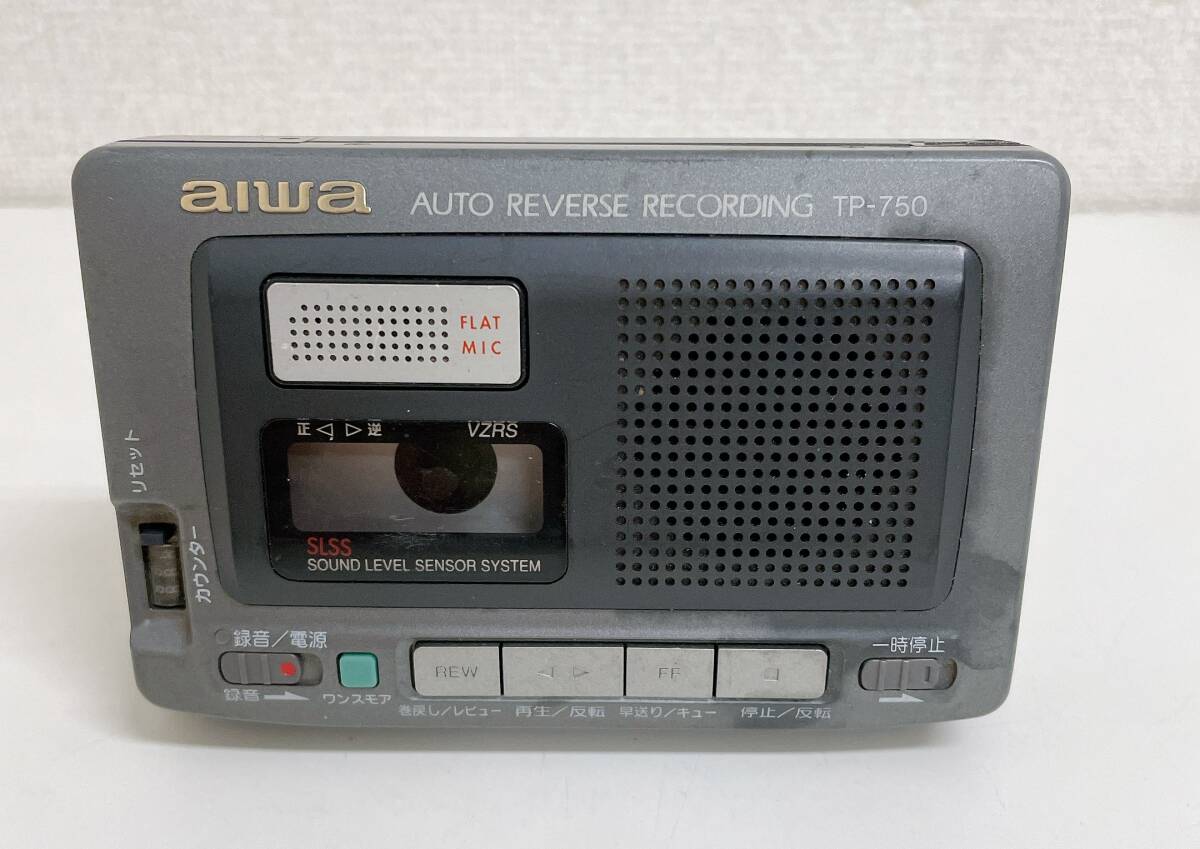 aiwa AUTO REVERSE RECORDING TP-750
FLAT
MIC
正 ◁ ▷ 逆 VZRS
SLSS
SOUND LEVEL SENSOR SYSTEM
リセット
カウンター
録音/電源
録音
ワンスモア
REW ◁ ▷ FF □
巻戻し/レビュー 再生/反転 早送り/キュー 停止/反転
一時停止